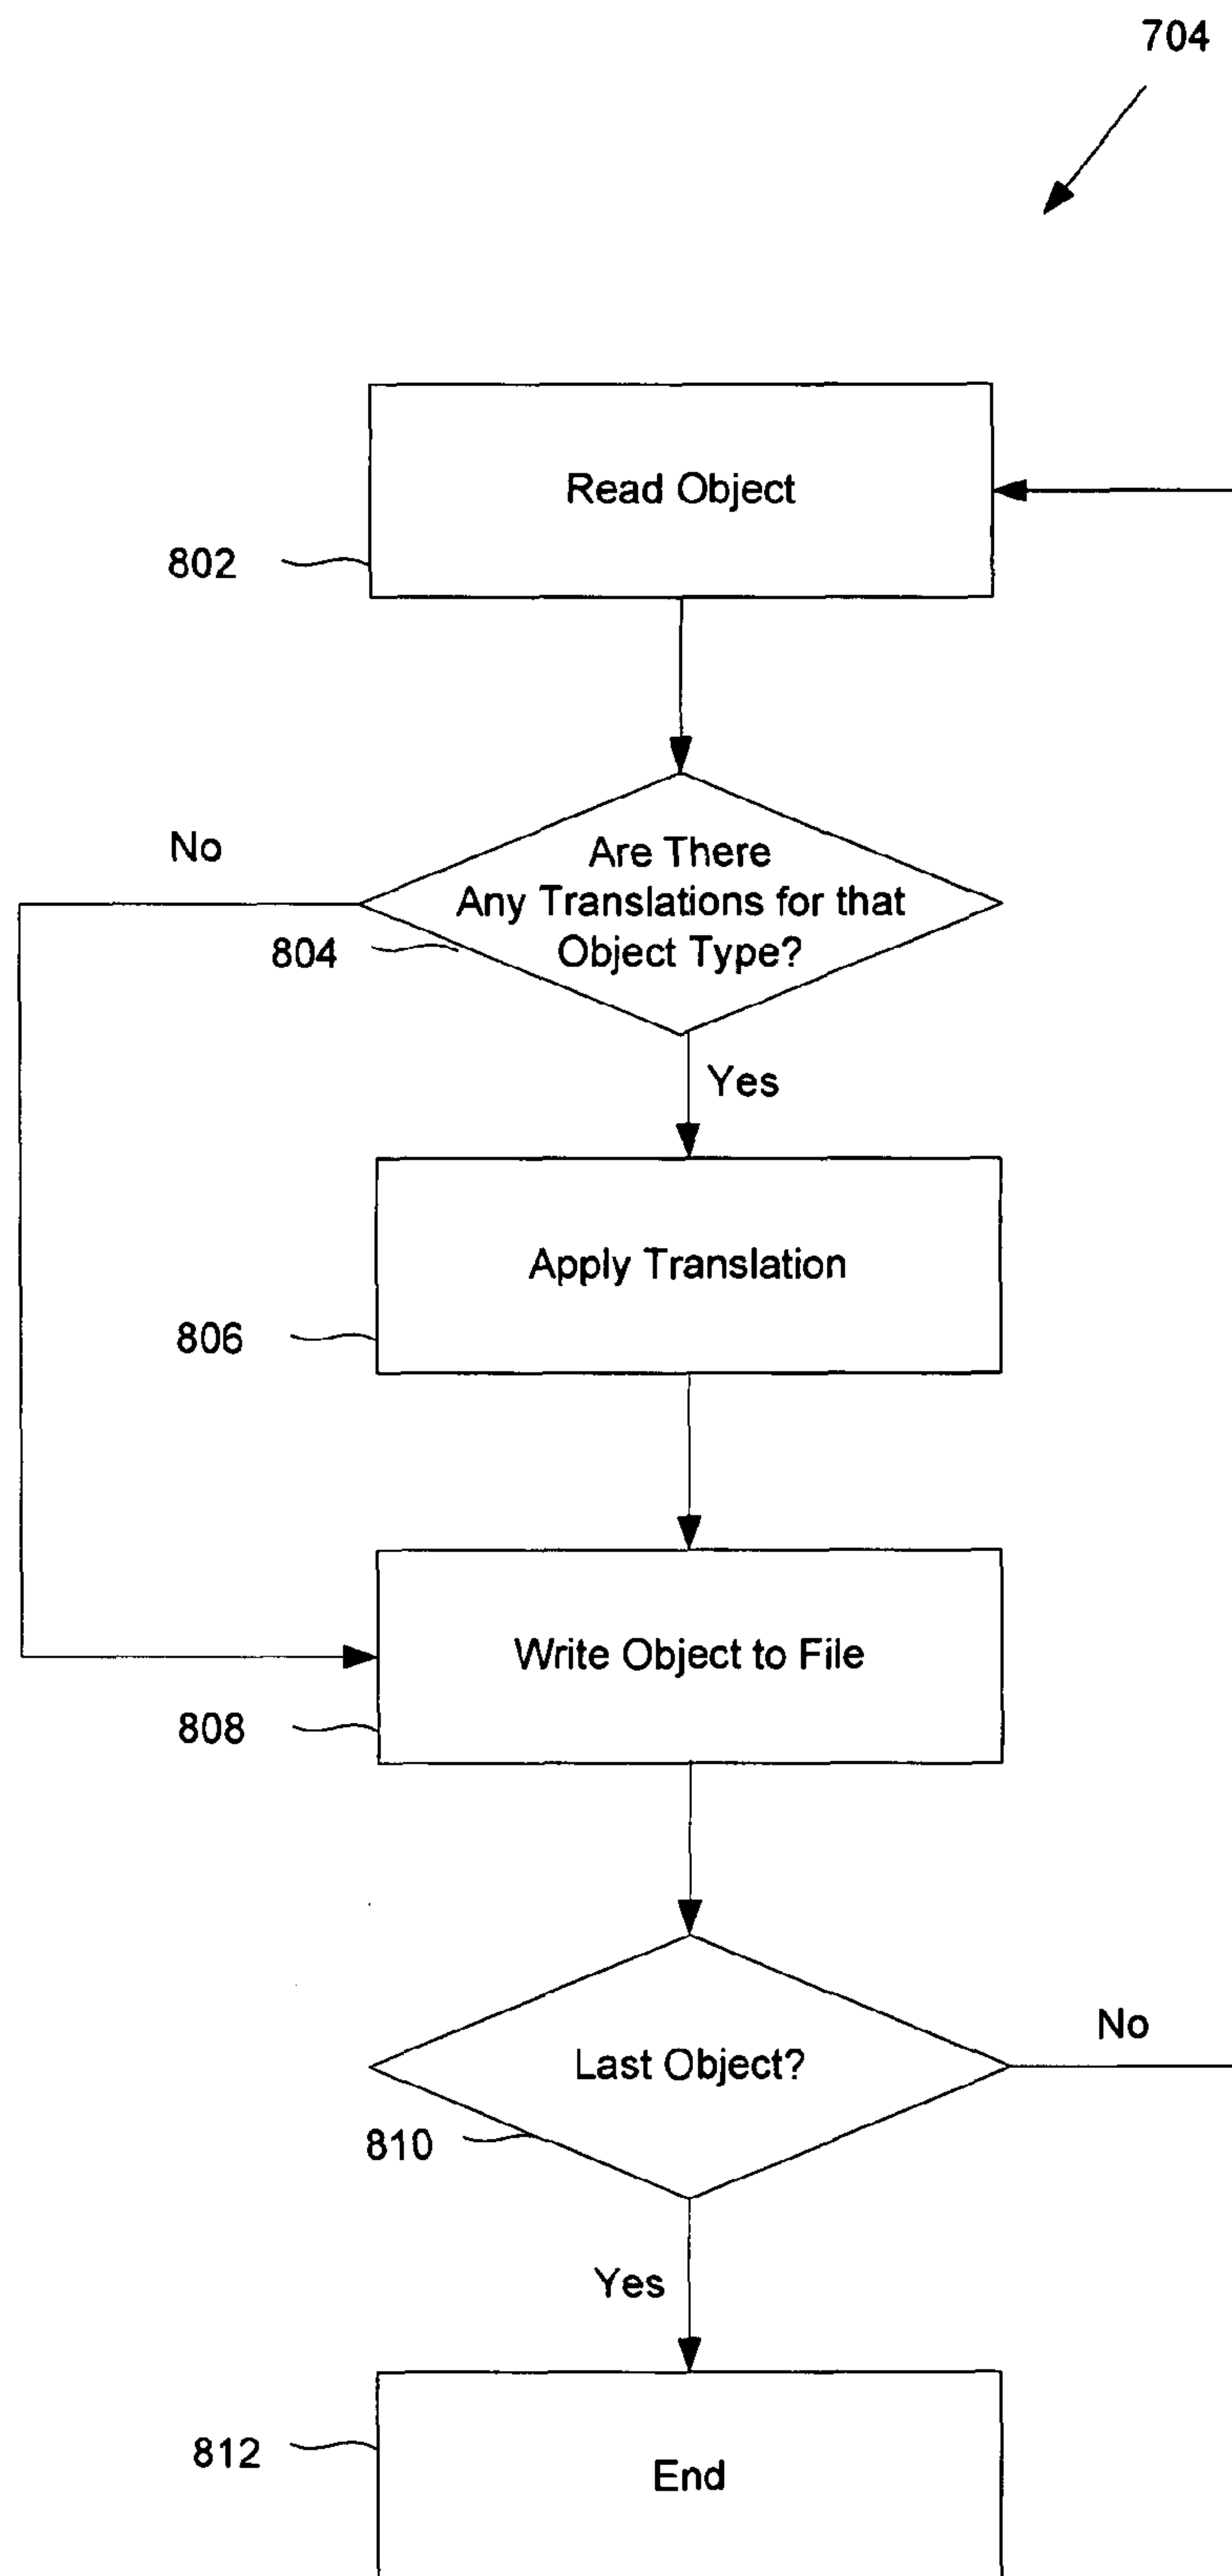 704
Read Object
802
No
Are There
Any Translations for that
Object Type?
804
Yes
Apply Translation
806
Write Object to File
808
No
Last Object?
810
Yes
812
End